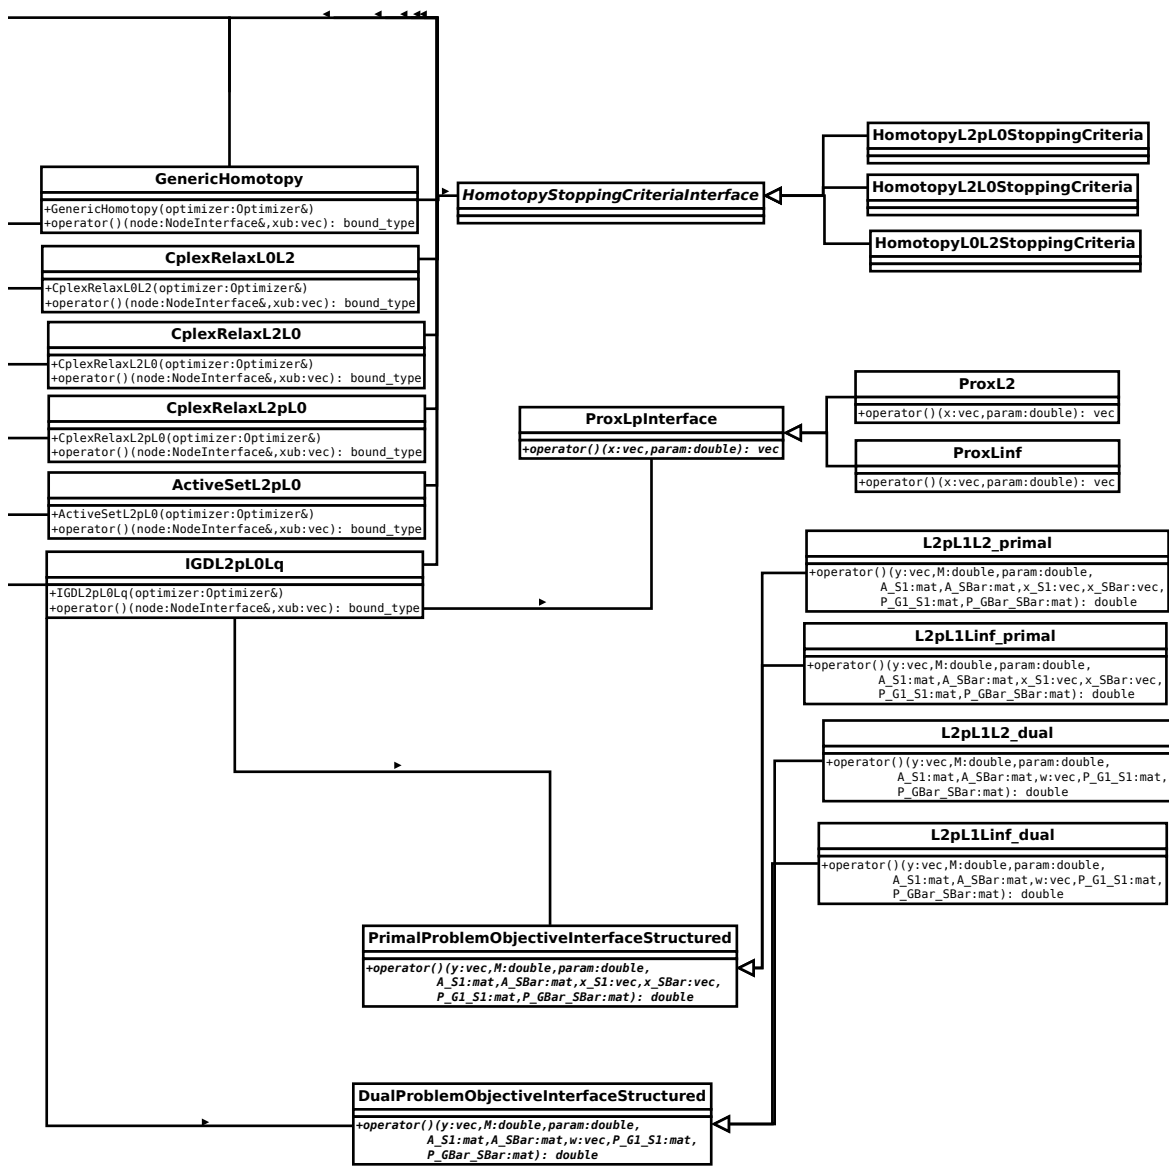 GenericHomotopy
+GenericHomotopy(optimizer:Optimizer&)
+operator()(node:NodeInterface&,xub:vec): bound_type
CplexRelaxL0L2
+CplexRelaxL0L2(optimizer:Optimizer&)
+operator()(node:NodeInterface&,xub:vec): bound_type
CplexRelaxL2L0
+CplexRelaxL2L0(optimizer:Optimizer&)
+operator()(node:NodeInterface&,xub:vec): bound_type
CplexRelaxL2pL0
+CplexRelaxL2pL0(optimizer:Optimizer&)
+operator()(node:NodeInterface&,xub:vec): bound_type
ActiveSetL2pL0
+ActiveSetL2pL0(optimizer:Optimizer&)
+operator()(node:NodeInterface&,xub:vec): bound_type
IGDL2pL0Lq
+IGDL2pL0Lq(optimizer:Optimizer&)
+operator()(node:NodeInterface&,xub:vec): bound_type
HomotopyStoppingCriteriaInterface
HomotopyL2pL0StoppingCriteria
HomotopyL2L0StoppingCriteria
HomotopyL0L2StoppingCriteria
ProxLpInterface
+operator()(x:vec,param:double): vec
ProxL2
+operator()(x:vec,param:double): vec
ProxLinf
+operator()(x:vec,param:double): vec
L2pL1L2_primal
+operator()(y:vec,M:double,param:double,
A_S1:mat,A_SBar:mat,x_S1:vec,x_SBar:vec,
P_G1_S1:mat,P_GBar_SBar:mat): double
L2pL1Linf_primal
+operator()(y:vec,M:double,param:double,
A_S1:mat,A_SBar:mat,x_S1:vec,x_SBar:vec,
P_G1_S1:mat,P_GBar_SBar:mat): double
L2pL1L2_dual
+operator()(y:vec,M:double,param:double,
A_S1:mat,A_SBar:mat,w:vec,P_G1_S1:mat,
P_GBar_SBar:mat): double
L2pL1Linf_dual
+operator()(y:vec,M:double,param:double,
A_S1:mat,A_SBar:mat,w:vec,P_G1_S1:mat,
P_GBar_SBar:mat): double
PrimalProblemObjectiveInterfaceStructured
+operator()(y:vec,M:double,param:double,
A_S1:mat,A_SBar:mat,x_S1:vec,x_SBar:vec,
P_G1_S1:mat,P_GBar_SBar:mat): double
DualProblemObjectiveInterfaceStructured
+operator()(y:vec,M:double,param:double,
A_S1:mat,A_SBar:mat,w:vec,P_G1_S1:mat,
P_GBar_SBar:mat): double